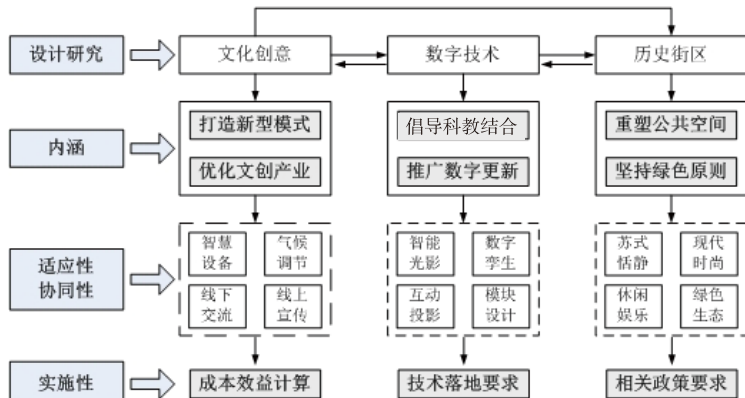 设计研究
文化创意
数字技术
历史街区
内涵
打造新型模式
优化文创产业
倡导科教结合
推广数字更新
重塑公共空间
坚持绿色原则
适应性
协同性
智慧
设备
气候
调节
线下
交流
线上
宣传
智能
光影
数字
孪生
互动
投影
模块
设计
苏式
恬静
现代
时尚
休闲
娱乐
绿色
生态
实施性
成本效益计算
技术落地要求
相关政策要求